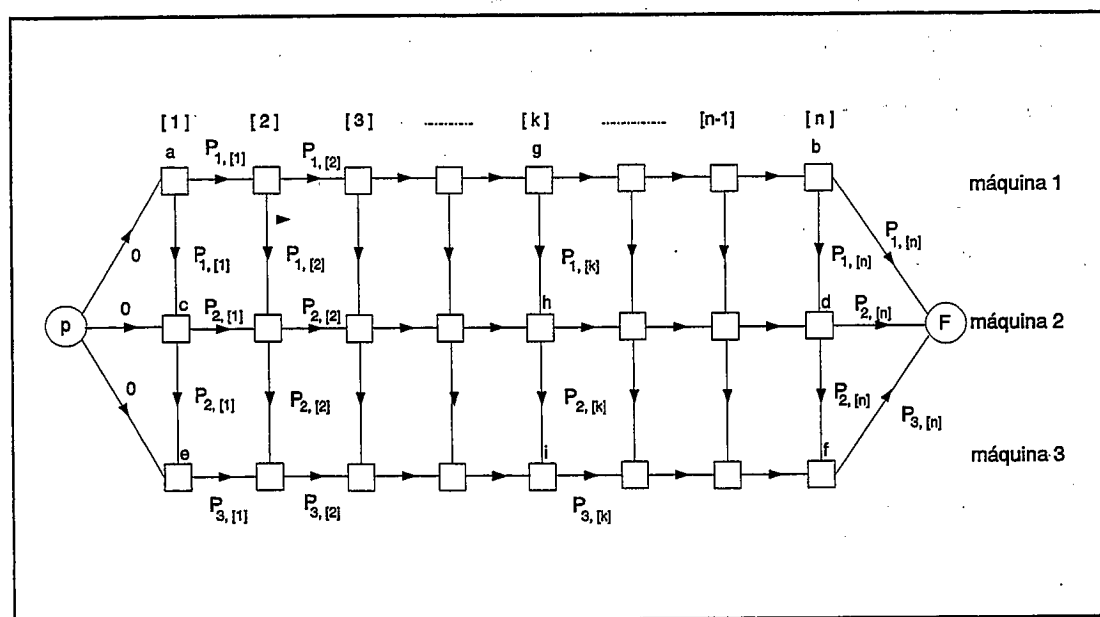 [1] [2] [3] ......... [k] ......... [n-1] [n]
a P1,[1] P1,[2] g b
máquina 1
0 P1,[1] P1,[2] P1,[k] P1,[n] P1,[n]
p 0 c P2,[1] P2,[2] h d P2,[n] F máquina 2
0 P2,[1] P2,[2] P2,[k] P2,[n] P3,[n]
e i f máquina 3
P3,[1] P3,[2] P3,[k]